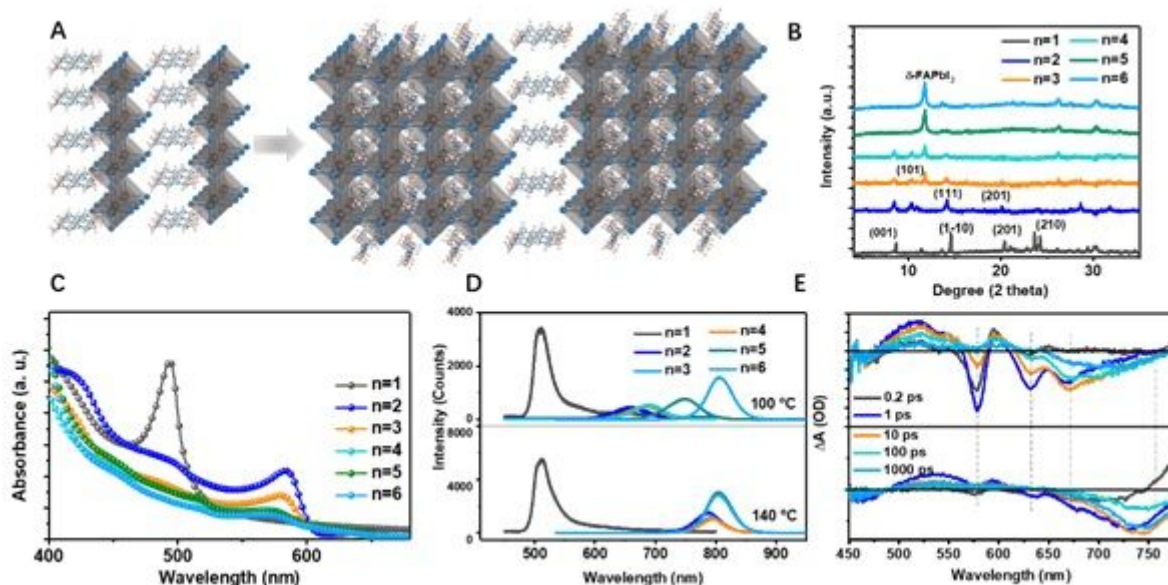 A
B
n=1
n=2
n=3
n=4
n=5
n=6
δ-FAPbI3
(101)
(111)
(201)
(001)
(1-10)
(201)
(210)
Intensity (a.u.)
10
20
30
Degree (2 theta)
C
n=1
n=2
n=3
n=4
n=5
n=6
Absorbance (a. u.)
400
500
600
Wavelength (nm)
D
4000
2000
0
8000
4000
0
n=1
n=2
n=3
n=4
n=5
n=6
100 °C
140 °C
Intensity (Counts)
500
600
700
800
900
Wavelength (nm)
E
0.2 ps
1 ps
10 ps
100 ps
1000 ps
ΔA (OD)
450
500
550
600
650
700
750
Wavelength (nm)